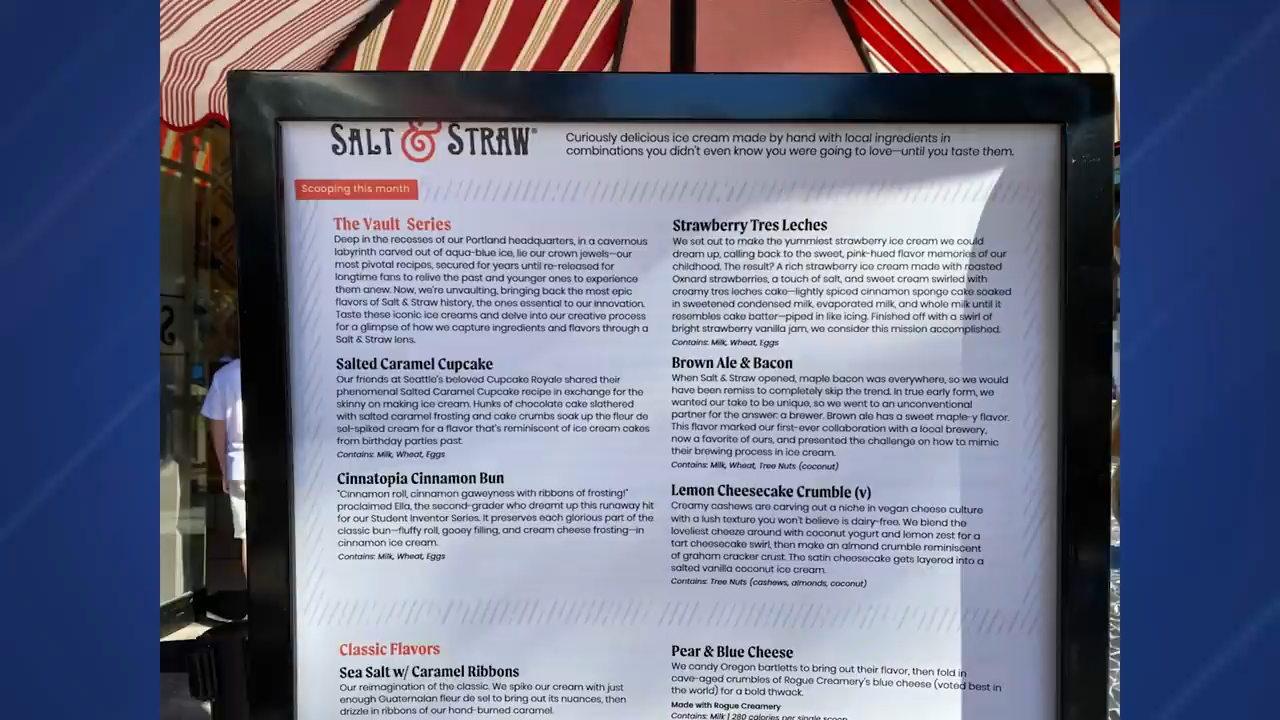 SALT & STRAW®
Curiously delicious ice cream made by hand with local ingredients in
combinations you didn't even know you were going to love—until you taste them.
Scooping this month
The Vault Series
Deep in the recesses of our Portland headquarters, in a cavernous
labyrinth carved out of aqua-blue ice, lie our crown jewels—our
most pivotal recipes, secured for years until re-released for
longtime fans to relive the past and younger ones to experience
them anew. Now, we're unvaulting, bringing back the most epic
flavors of Salt & Straw history, the ones essential to our innovation.
Taste these iconic ice creams and delve into our creative process
for a glimpse of how we capture ingredients and flavors through a
Salt & Straw lens.
Salted Caramel Cupcake
Our friends at Seattle's beloved Cupcake Royale shared their
phenomenal Salted Caramel Cupcake recipe in exchange for the
skinny on making ice cream. Hunks of chocolate cake slathered
with salted caramel frosting and cake crumbs soak up the fleur de
sel-spiked cream for a flavor that's reminiscent of ice cream cakes
from birthday parties past.
Contains: Milk, Wheat, Eggs
Cinnatopia Cinnamon Bun
"Cinnamon roll, cinnamon gaweyness with ribbons of frosting!"
proclaimed Ella, the second-grader who dreamt up this runaway hit
for our Student Inventor Series. It preserves each glorious part of the
classic bun—fluffy roll, gooey filling, and cream cheese frosting—in
cinnamon ice cream.
Contains: Milk, Wheat, Eggs
Strawberry Tres Leches
We set out to make the yummiest strawberry ice cream we could
dream up, calling back to the sweet, pink-hued flavor memories of our
childhood. The result? A rich strawberry ice cream made with roasted
Oxnard strawberries, a touch of salt, and sweet cream swirled with
creamy tres leches cake—lightly spiced cinnamon sponge cake soaked
in sweetened condensed milk, evaporated milk, and whole milk until it
resembles cake batter—piped in like icing. Finished off with a swirl of
bright strawberry vanilla jam, we consider this mission accomplished.
Contains: Milk, Wheat, Eggs
Brown Ale & Bacon
When Salt & Straw opened, maple bacon was everywhere, so we would
have been remiss to completely skip the trend. In true early form, we
wanted our take to be unique, so we went to an unconventional
partner for the answer: a brewer. Brown ale has a sweet maple-y flavor.
This flavor marked our first-ever collaboration with a local brewery,
now a favorite of ours, and presented the challenge on how to mimic
their brewing process in ice cream.
Contains: Milk, Wheat, Tree Nuts (coconut)
Lemon Cheesecake Crumble (v)
Creamy cashews are carving out a niche in vegan cheese culture
with a lush texture you won't believe is dairy-free. We blend the
loveliest cheeze around with coconut yogurt and lemon zest for a
tart cheesecake swirl, then make an almond crumble reminiscent
of graham cracker crust. The satin cheesecake gets layered into a
salted vanilla coconut ice cream.
Contains: Tree Nuts (cashews, almonds, coconut)
Classic Flavors
Sea Salt w/ Caramel Ribbons
Our reimagination of the classic. We spike our cream with just
enough Guatemalan fleur de sel to bring out its nuances, then
drizzle in ribbons of our hand-burned caramel.
Pear & Blue Cheese
We candy Oregon bartletts to bring out their flavor, then fold in
cave-aged crumbles of Rogue Creamery's blue cheese (voted best in
the world) for a bold thwack.
Made with Rogue Creamery
Contains: Milk | 280 calories per single scoop